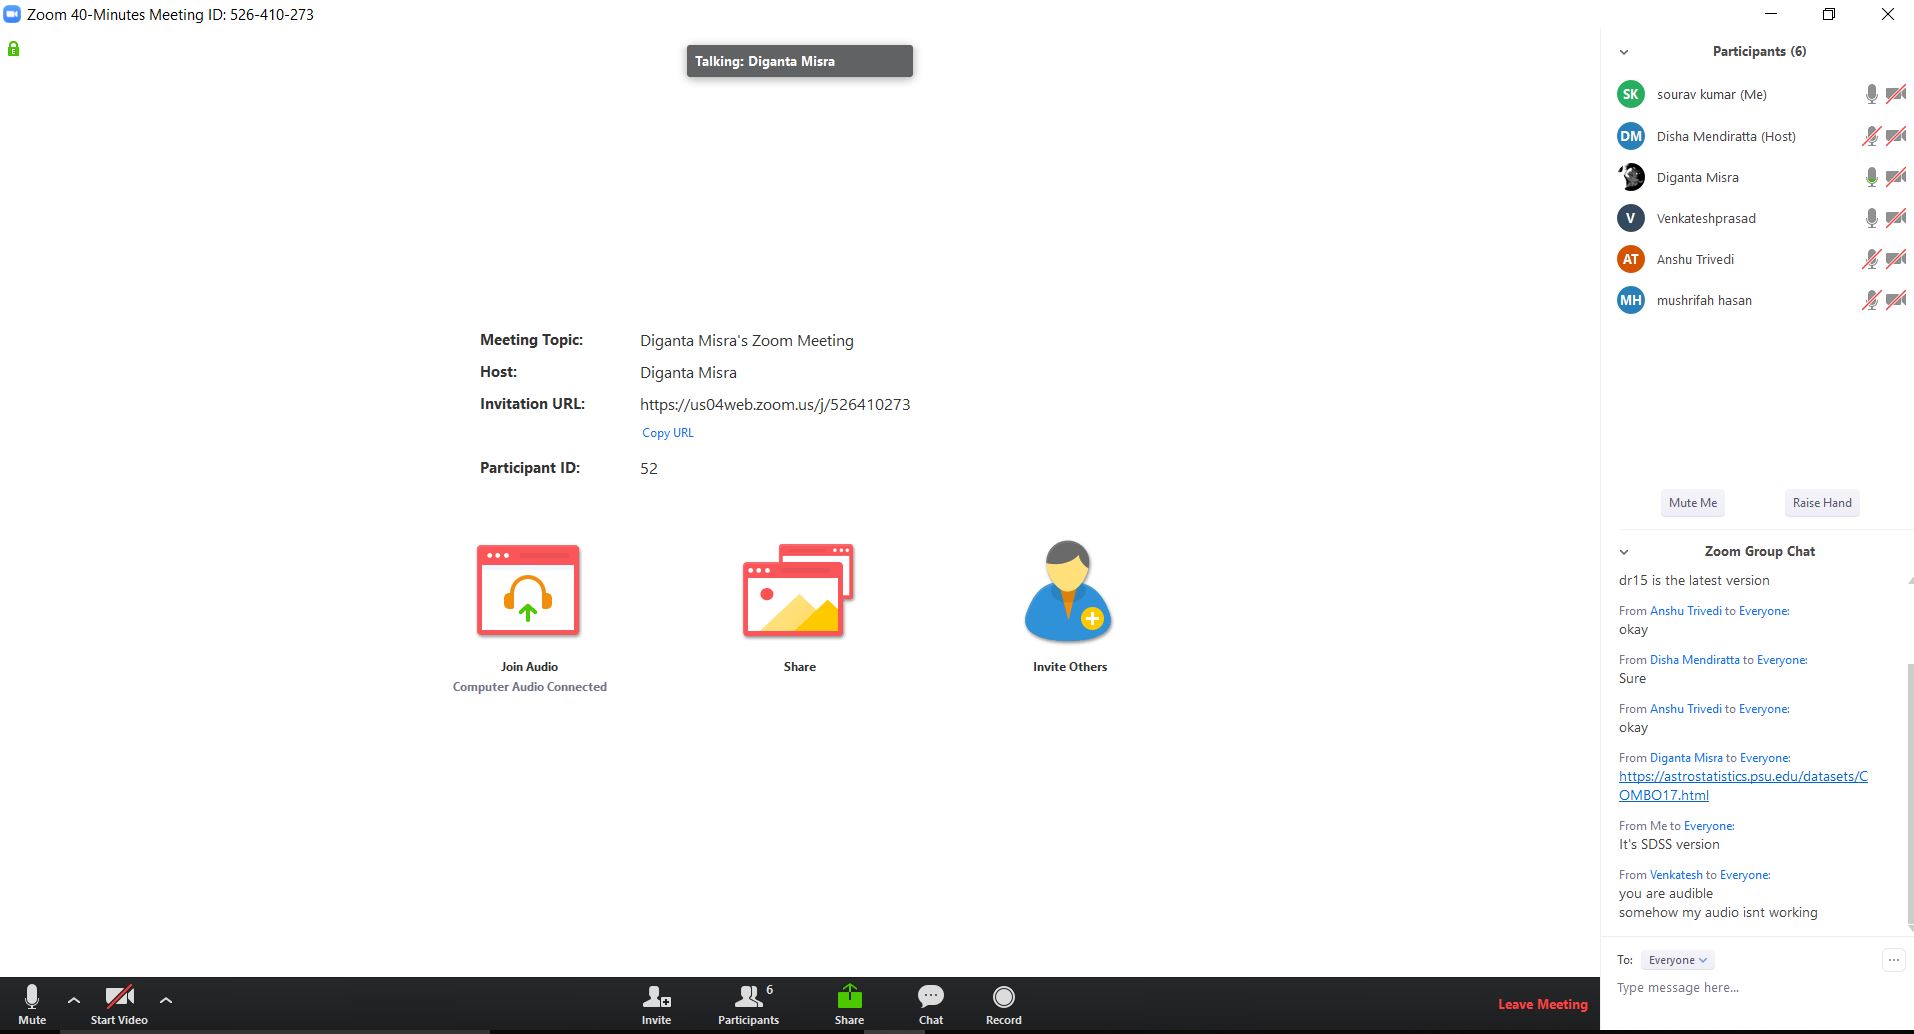 Zoom 40-Minutes Meeting ID: 526-410-273
Talking: Diganta Misra
Meeting Topic: Diganta Misra's Zoom Meeting
Host: Diganta Misra
Invitation URL: https://us04web.zoom.us/j/526410273
Copy URL
Participant ID: 52
Join Audio
Computer Audio Connected
Share
Invite Others
Participants (6)
SK sourav kumar (Me)
DM Disha Mendiratta (Host)
Diganta Misra
V Venkateshprasad
AT Anshu Trivedi
MH mushrifah hasan
Mute Me Raise Hand
Zoom Group Chat
dr15 is the latest version
From Anshu Trivedi to Everyone:
okay
From Disha Mendiratta to Everyone:
Sure
From Anshu Trivedi to Everyone:
okay
From Diganta Misra to Everyone:
https://astrostatistics.psu.edu/datasets/C
OMBO17.html
From Me to Everyone:
It's SDSS version
From Venkatesh to Everyone:
you are audible
somehow my audio isnt working
To: Everyone
Type message here...
Mute Start Video Invite Participants 6 Share Chat Record Leave Meeting